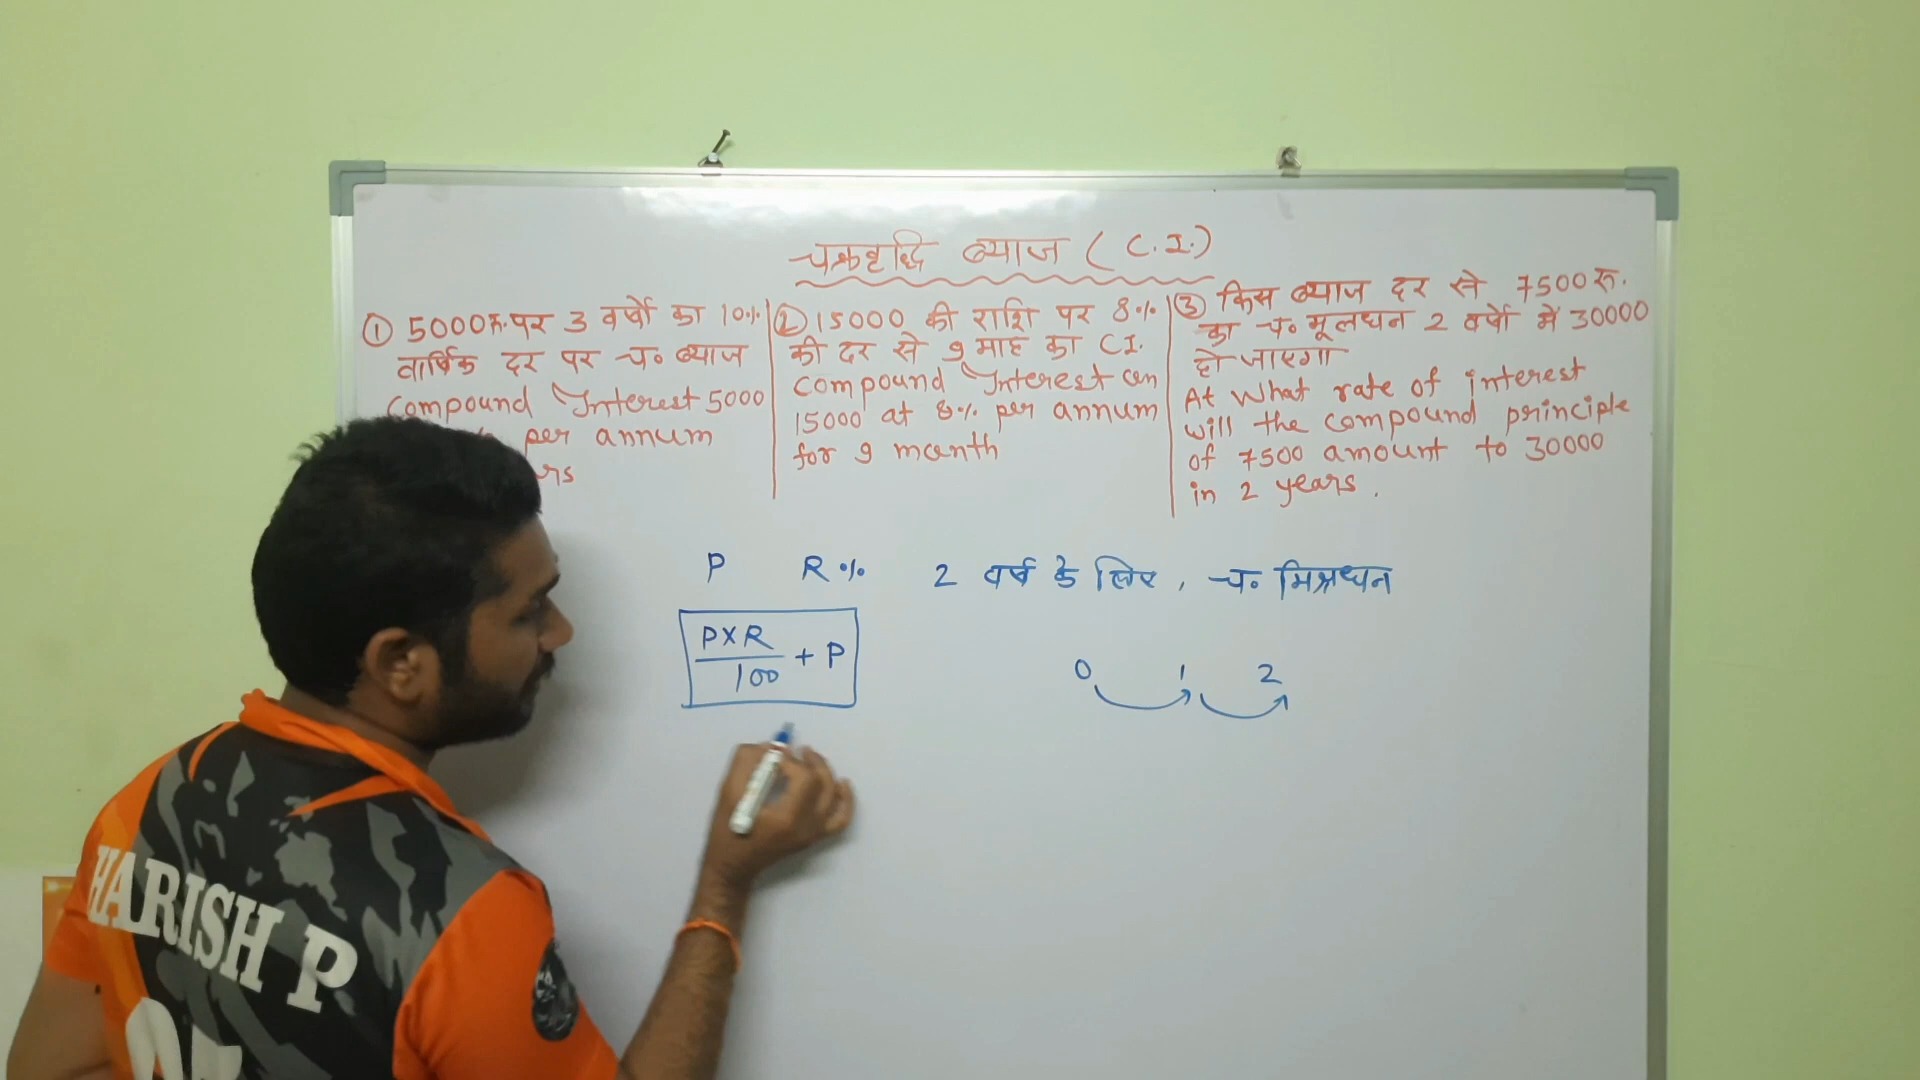 चक्रवृद्धि ब्याज ( C.I.)
① 5000रु. पर 3 वर्षो का 10%
वार्षिक दर पर च० ब्याज
Compound Interest 5000
per annum
② 15000 की राशि पर 8%
की दर से 9 माह का CI.
Compound Interest on
15000 at 8% per annum
for 9 month
③ किस ब्याज दर से 7500 रु.
का च० मूलधन 2 वर्षो में 30000
हो जाएगा
At What rate of interest
will the compound principle
of 7500 amount to 30000
in 2 years.
P R% 2 वर्ष के लिए, च० मिश्रधन
PXR
100
+ P
0 1 2
HARISH P